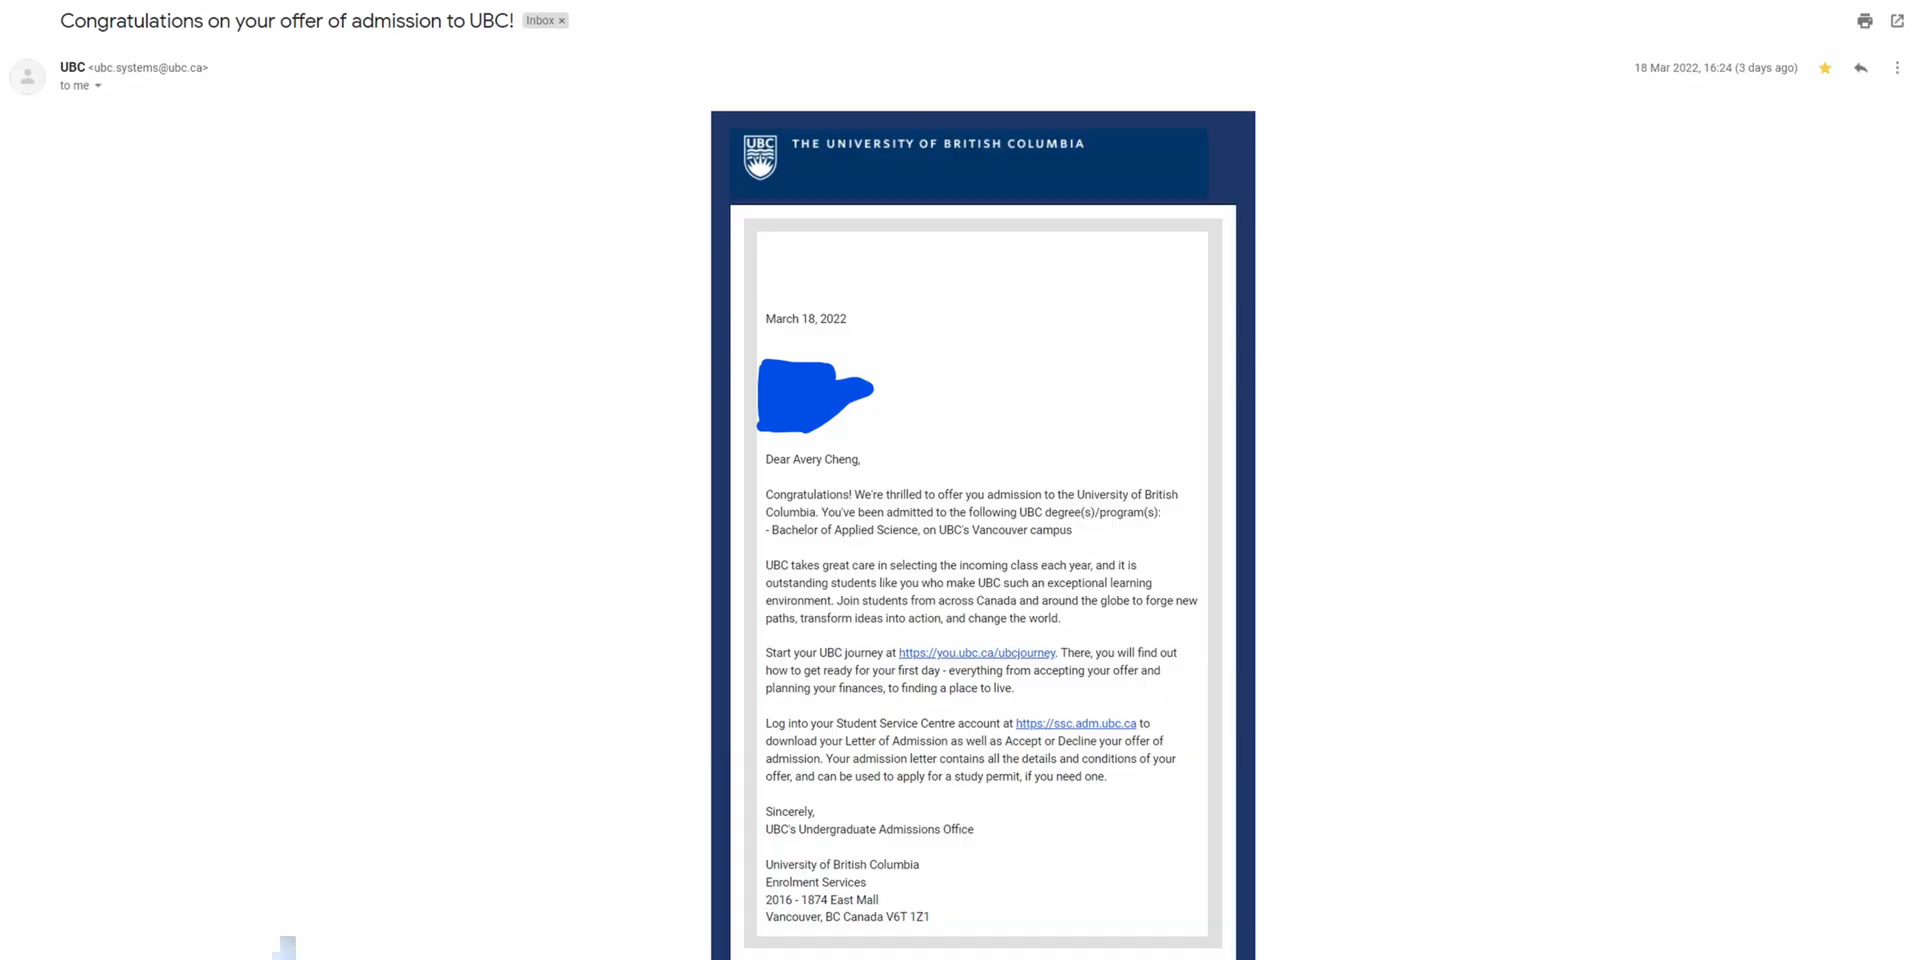 Congratulations on your offer of admission to UBC! Inbox ×
UBC <ubc.systems@ubc.ca>
18 Mar 2022, 16:24 (3 days ago)
to me
UBC
THE UNIVERSITY OF BRITISH COLUMBIA
March 18, 2022
Dear Avery Cheng,
Congratulations! We're thrilled to offer you admission to the University of British
Columbia. You've been admitted to the following UBC degree(s)/program(s):
- Bachelor of Applied Science, on UBC's Vancouver campus
UBC takes great care in selecting the incoming class each year, and it is
outstanding students like you who make UBC such an exceptional learning
environment. Join students from across Canada and around the globe to forge new
paths, transform ideas into action, and change the world.
Start your UBC journey at https://you.ubc.ca/ubcjourney. There, you will find out
how to get ready for your first day - everything from accepting your offer and
planning your finances, to finding a place to live.
Log into your Student Service Centre account at https://ssc.adm.ubc.ca to
download your Letter of Admission as well as Accept or Decline your offer of
admission. Your admission letter contains all the details and conditions of your
offer, and can be used to apply for a study permit, if you need one.
Sincerely,
UBC's Undergraduate Admissions Office
University of British Columbia
Enrolment Services
2016 - 1874 East Mall
Vancouver, BC Canada V6T 1Z1